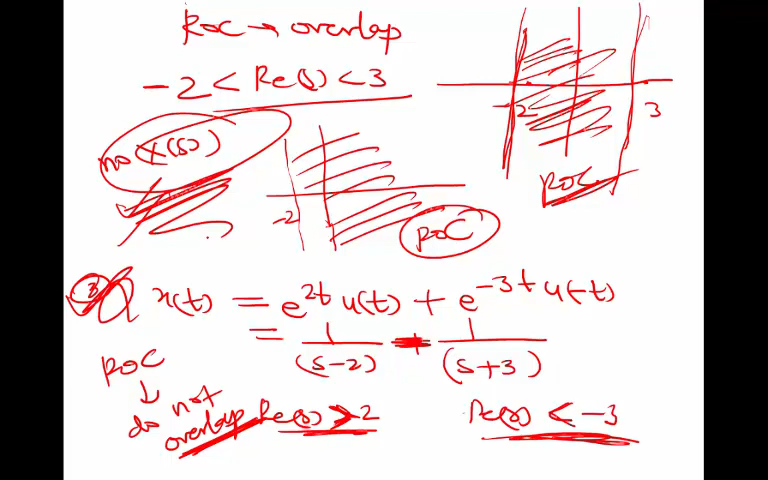 ROC → overlap
-2 < Re(s) < 3
-2
3
ROC
no X(s)
-2
ROC
3
x(t) = e^{2t} u(t) + e^{-3t} u(-t)
= 1/(s-2) - 1/(s+3)
ROC
↓
do not
overlap
Re(s) > 2
Re(s) < -3